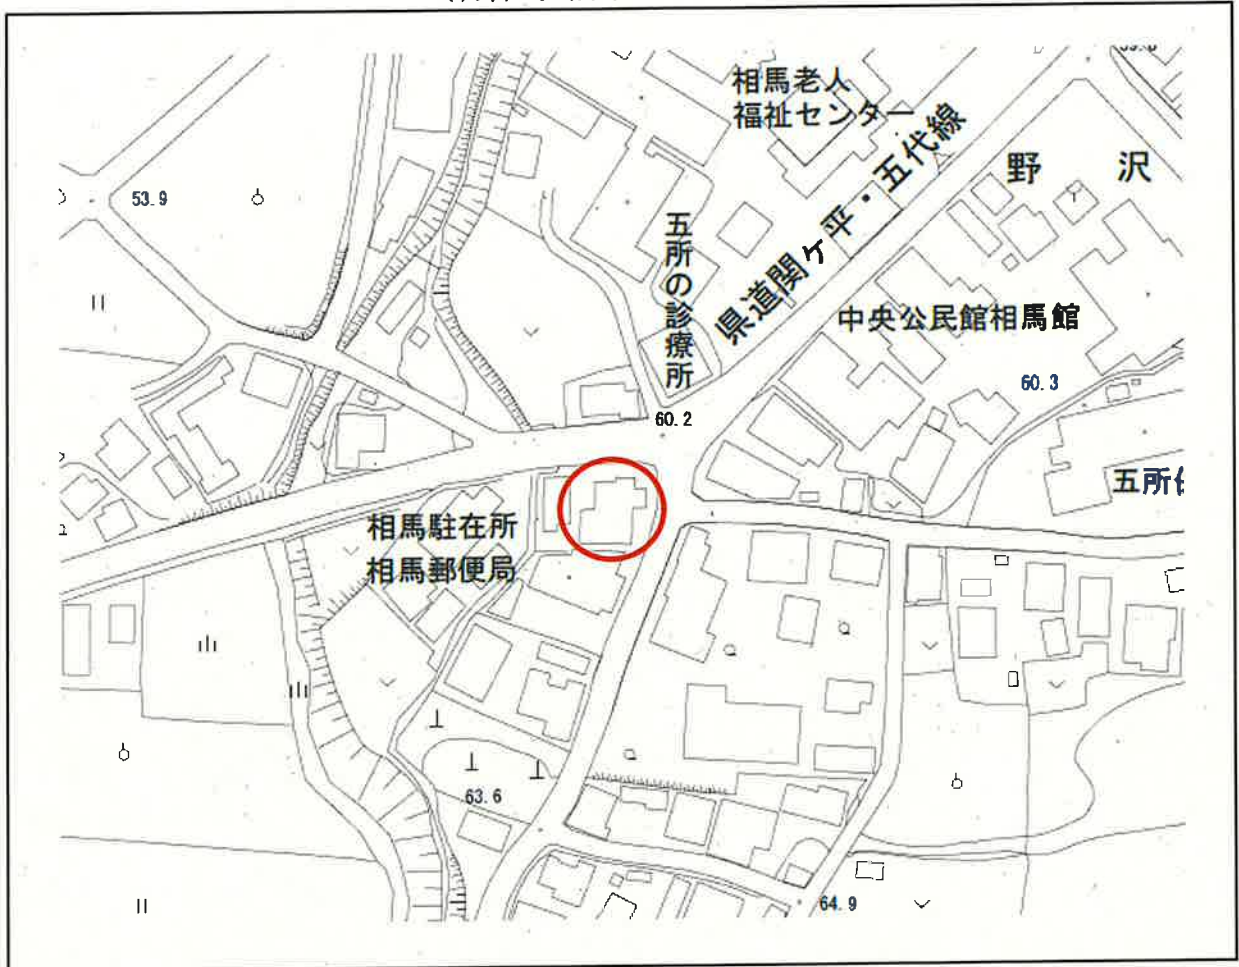 相馬老人
福祉センター
県道関ヶ平・五代線
野 沢
53.9
五所の診療所
中央公民館相馬館
60.3
60.2
五所
相馬駐在所
相馬郵便局
63.6
64.9